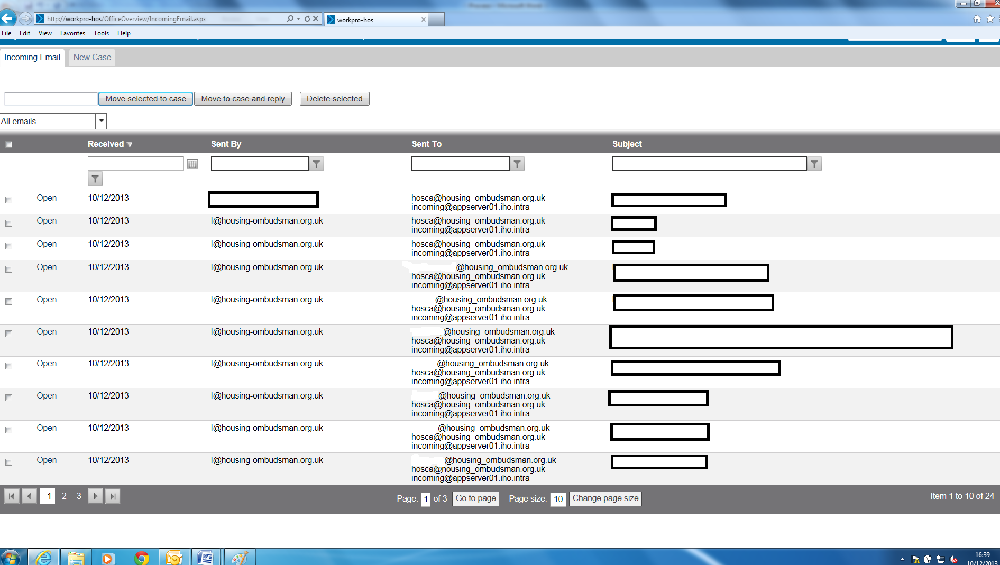 http://workpro-hos/OfficeOverview/IncomingEmail.aspx
workpro-hos
File Edit View Favorites Tools Help
Incoming Email New Case
Move selected to case Move to case and reply Delete selected
All emails
Received Sent By Sent To Subject
Open 10/12/2013 hosca@housing_ombudsman.org.uk
incoming@appserver01.iho.intra
Open 10/12/2013 l@housing-ombudsman.org.uk hosca@housing_ombudsman.org.uk
incoming@appserver01.iho.intra
Open 10/12/2013 l@housing-ombudsman.org.uk hosca@housing_ombudsman.org.uk
incoming@appserver01.iho.intra
Open 10/12/2013 l@housing-ombudsman.org.uk @housing_ombudsman.org.uk
hosca@housing_ombudsman.org.uk
incoming@appserver01.iho.intra
Open 10/12/2013 l@housing-ombudsman.org.uk @housing_ombudsman.org.uk
hosca@housing_ombudsman.org.uk
incoming@appserver01.iho.intra
Open 10/12/2013 l@housing-ombudsman.org.uk @housing_ombudsman.org.uk
hosca@housing_ombudsman.org.uk
incoming@appserver01.iho.intra
Open 10/12/2013 l@housing-ombudsman.org.uk @housing_ombudsman.org.uk
hosca@housing_ombudsman.org.uk
incoming@appserver01.iho.intra
Open 10/12/2013 l@housing-ombudsman.org.uk @housing_ombudsman.org.uk
hosca@housing_ombudsman.org.uk
incoming@appserver01.iho.intra
Open 10/12/2013 l@housing-ombudsman.org.uk @housing_ombudsman.org.uk
hosca@housing_ombudsman.org.uk
incoming@appserver01.iho.intra
Open 10/12/2013 l@housing-ombudsman.org.uk @housing_ombudsman.org.uk
hosca@housing_ombudsman.org.uk
incoming@appserver01.iho.intra
1 2 3 Page: 1 of 3 Go to page Page size: 10 Change page size Item 1 to 10 of 24
16:39
10/12/2013